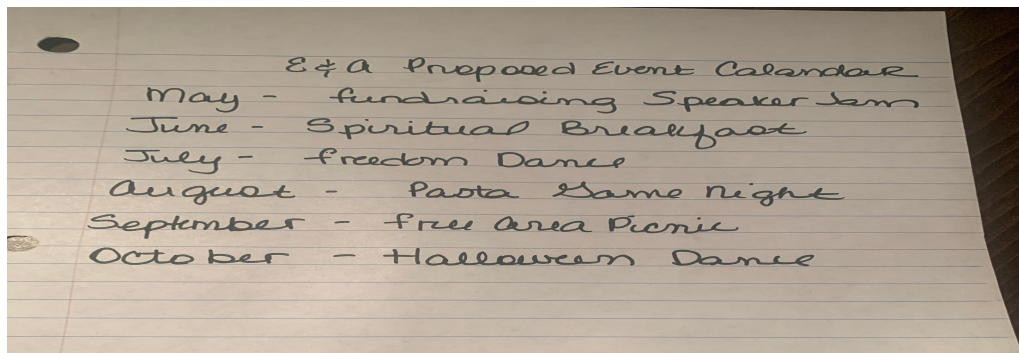 E & A Proposed Event Calandar
May - fundraising Speaker Jam
June - Spiritual Breakfast
July - freedom Dance
August - Pasta Game Night
September - free area Picnic
October - Halloween Dance